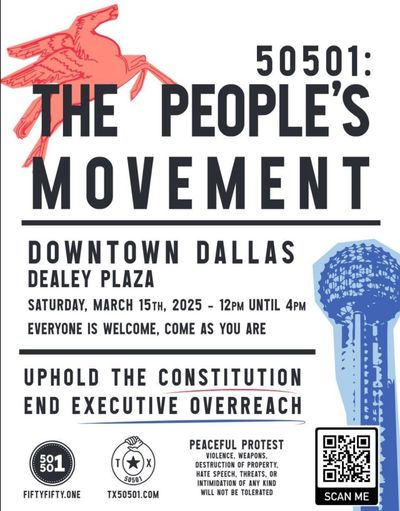 50501:
THE PEOPLE'S
MOVEMENT
DOWNTOWN DALLAS
DEALEY PLAZA
SATURDAY, MARCH 15TH, 2025 - 12PM UNTIL 4PM
EVERYONE IS WELCOME, COME AS YOU ARE
UPHOLD THE CONSTITUTION
END EXECUTIVE OVERREACH
50
50 1
FIFTYFIFTY.ONE
T X
50501
TX50501.COM
PEACEFUL PROTEST
VIOLENCE, WEAPONS,
DESTRUCTION OF PROPERTY,
HATE SPEECH, THREATS, OR
INTIMIDATION OF ANY KIND
WILL NOT BE TOLERATED
SCAN ME